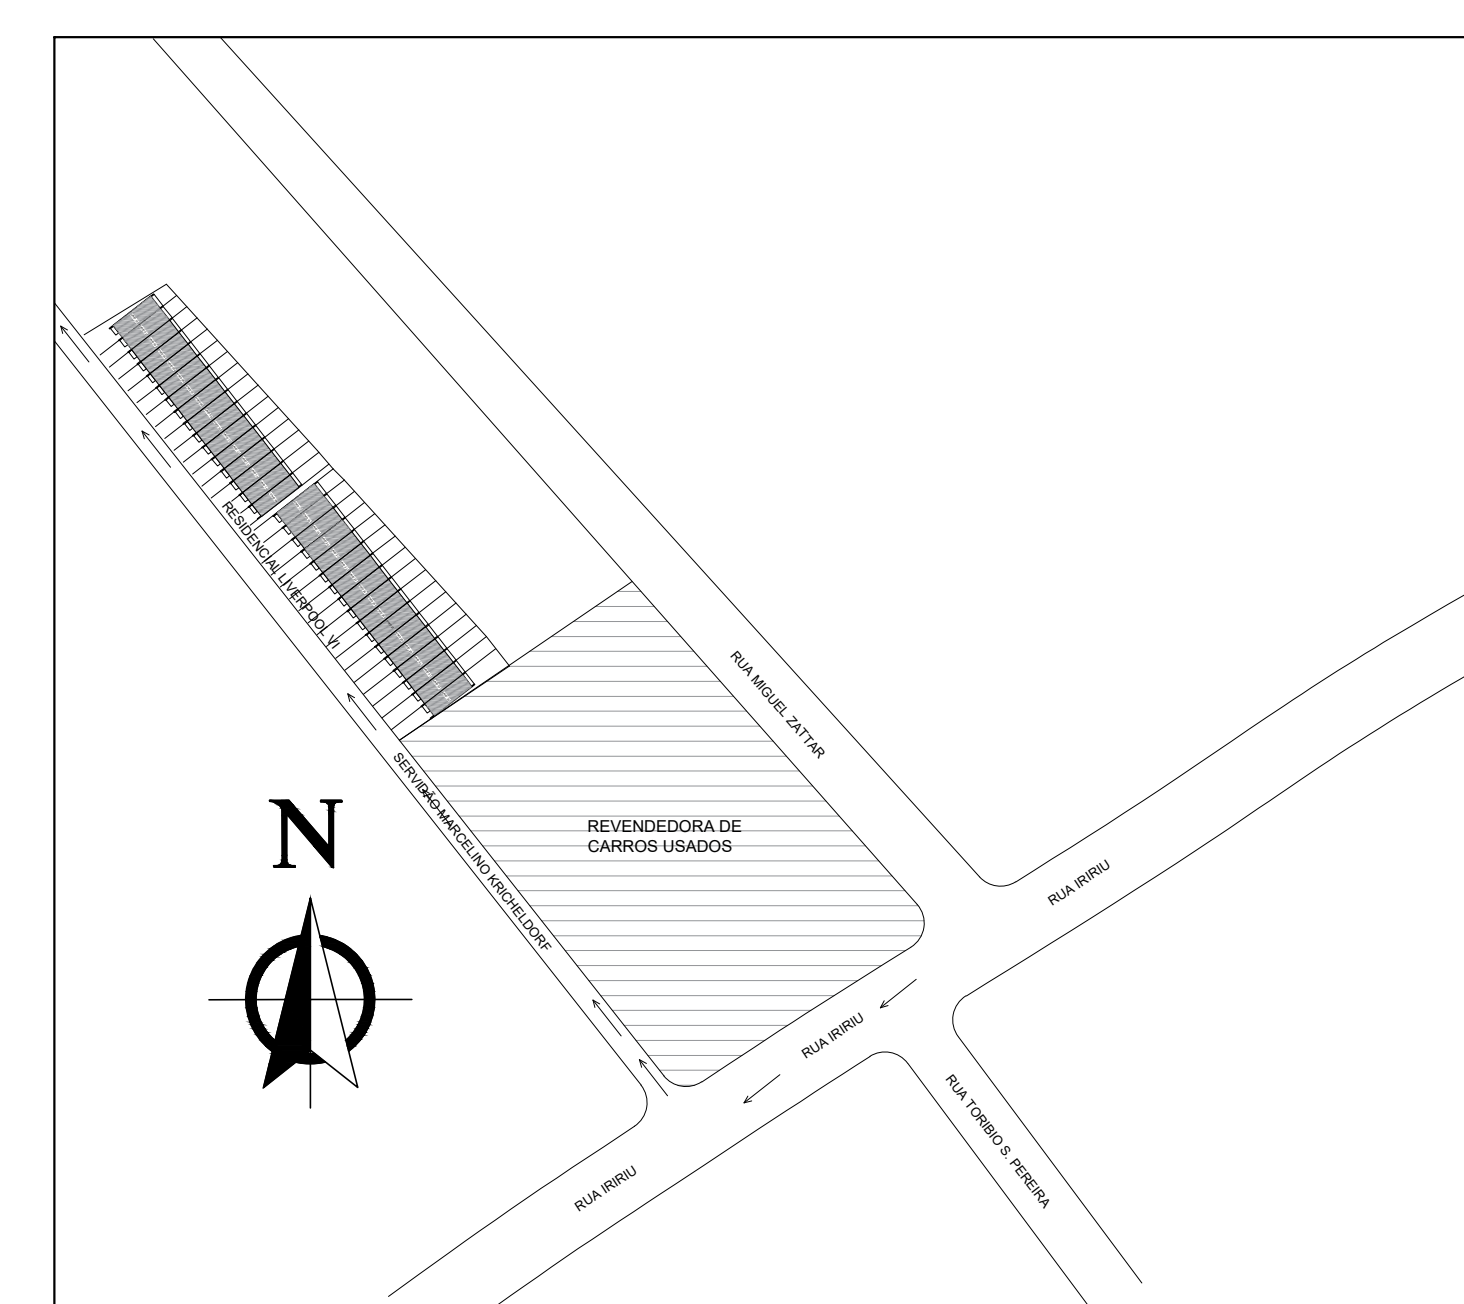 RESIDENCIAL LIVERPOOL VI
RUA MIGUEL ZATTAR
SERVIDÃO MARCELINO KRICHELDORF
N
REVENDEDORA DE
CARROS USADOS
RUA IRIRIU
RUA IRIRIU
RUA TORIBIO S. PEREIRA
RUA IRIRIU